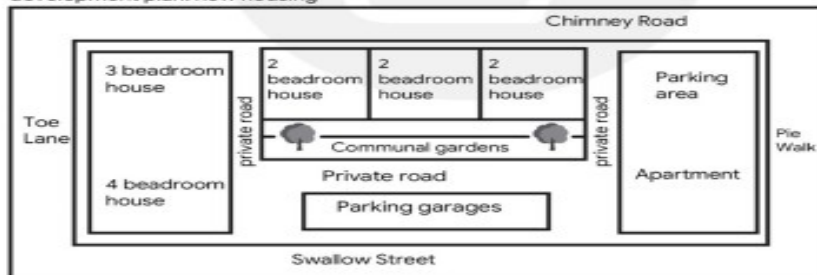 Chimney Road
3 beadroom
house
2
beadroom
house
2
beadroom
house
2
beadroom
house
Parking
area
Toe
Lane
private road
private road
Pie
Walk
Communal gardens
Private road
4 beadroom
house
Apartment
Parking garages
Swallow Street